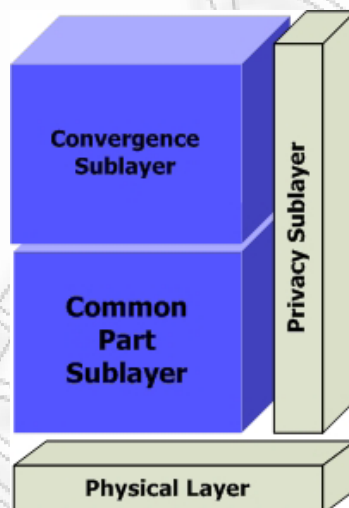 Convergence
Sublayer
Privacy Sublayer
Common
Part
Sublayer
Physical Layer